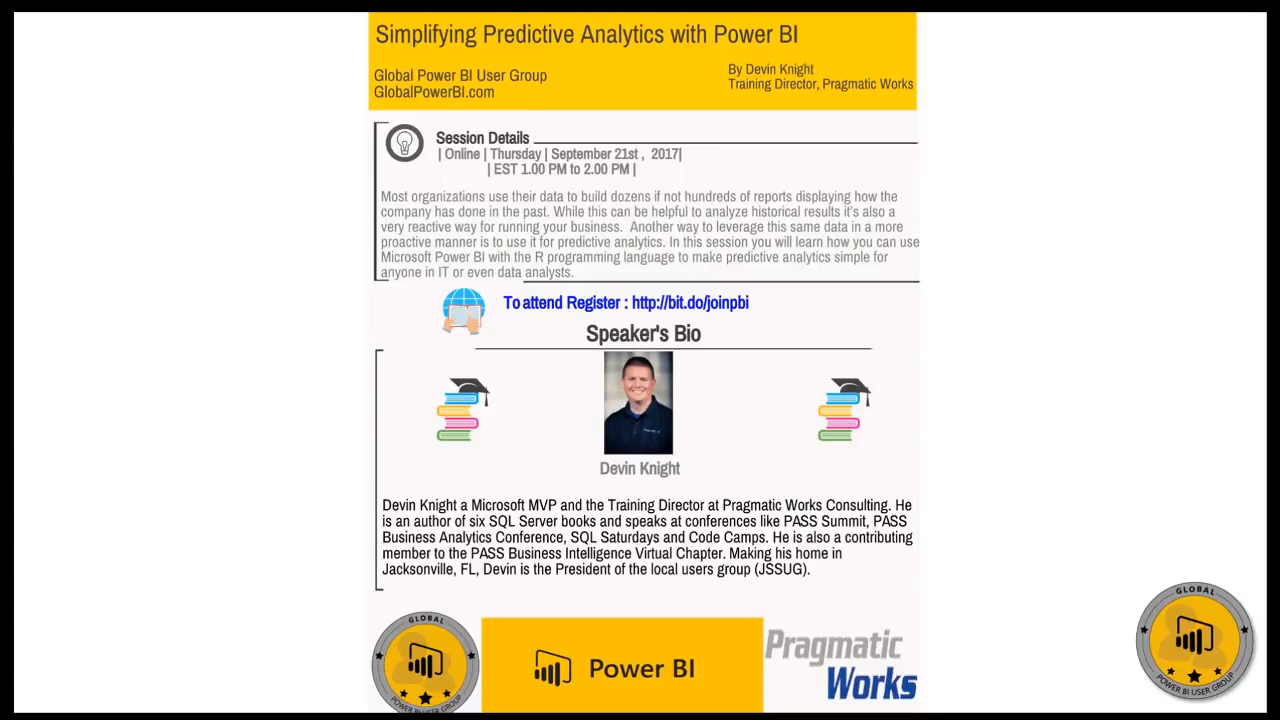 Simplifying Predictive Analytics with Power BI
Global Power BI User Group
GlobalPowerBI.com
By Devin Knight
Training Director, Pragmatic Works
Session Details
| Online | Thursday | September 21st , 2017|
| EST 1.00 PM to 2.00 PM |
Most organizations use their data to build dozens if not hundreds of reports displaying how the
company has done in the past. While this can be helpful to analyze historical results it's also a
very reactive way for running your business. Another way to leverage this same data in a more
proactive manner is to use it for predictive analytics. In this session you will learn how you can use
Microsoft Power BI with the R programming language to make predictive analytics simple for
anyone in IT or even data analysts.
To attend Register : http://bit.do/joinpbi
Speaker's Bio
Devin Knight
Devin Knight a Microsoft MVP and the Training Director at Pragmatic Works Consulting. He
is an author of six SQL Server books and speaks at conferences like PASS Summit, PASS
Business Analytics Conference, SQL Saturdays and Code Camps. He is also a contributing
member to the PASS Business Intelligence Virtual Chapter. Making his home in
Jacksonville, FL, Devin is the President of the local users group (JSSUG).
GLOBAL
POWER BI USER GROUP
Power BI
Pragmatic
Works
GLOBAL
POWER BI USER GROUP